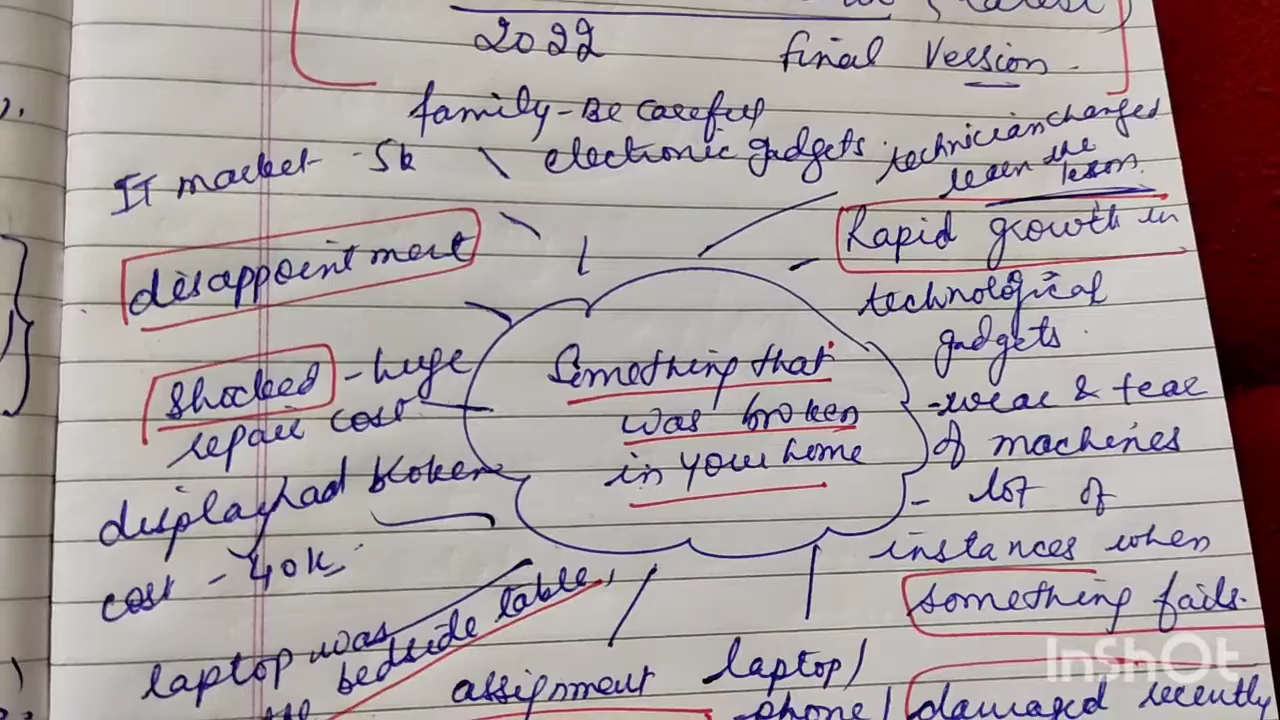 2022 final Version.
family - Be careful
IT market - 5k
electronic gadgets.
technician changed
learn the
lesson.
disappointment
Rapid growth in
technological
gadgets.
Shocked - huge
repair cost
Something that
was broken
in your home
- wear & tear
of machines
- lot of
instances when
something fails.
display had broken
cost - 40k
laptop was
bedside table,
assignment
laptop/
phone/
damaged recently
InShOt